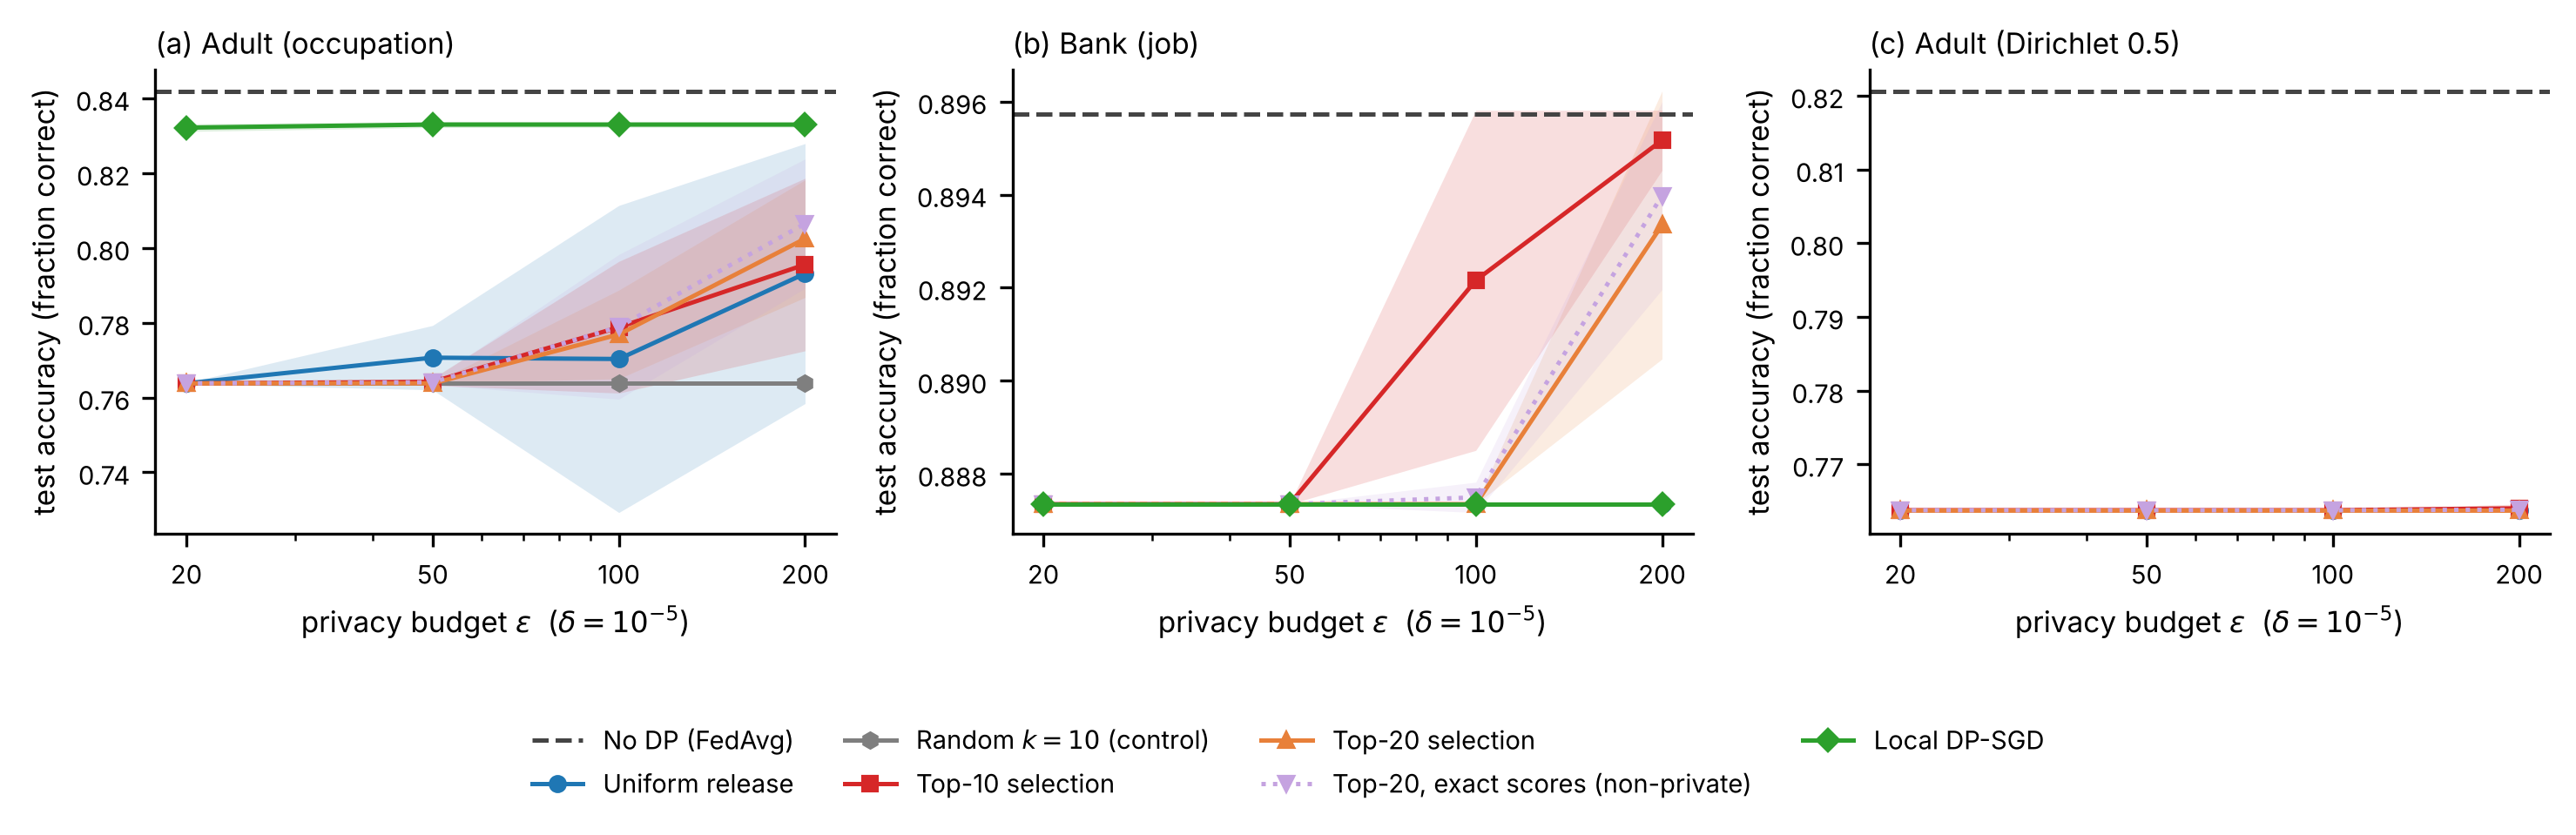 (a) Adult (occupation)
test accuracy (fraction correct)
0.84
0.82
0.80
0.78
0.76
0.74
20
50
100
200
privacy budget ε (δ = 10⁻⁵)
(b) Bank (job)
test accuracy (fraction correct)
0.896
0.894
0.892
0.890
0.888
20
50
100
200
privacy budget ε (δ = 10⁻⁵)
(c) Adult (Dirichlet 0.5)
test accuracy (fraction correct)
0.82
0.81
0.80
0.79
0.78
0.77
20
50
100
200
privacy budget ε (δ = 10⁻⁵)
No DP (FedAvg)
Uniform release
Random k = 10 (control)
Top-10 selection
Top-20 selection
Top-20, exact scores (non-private)
Local DP-SGD